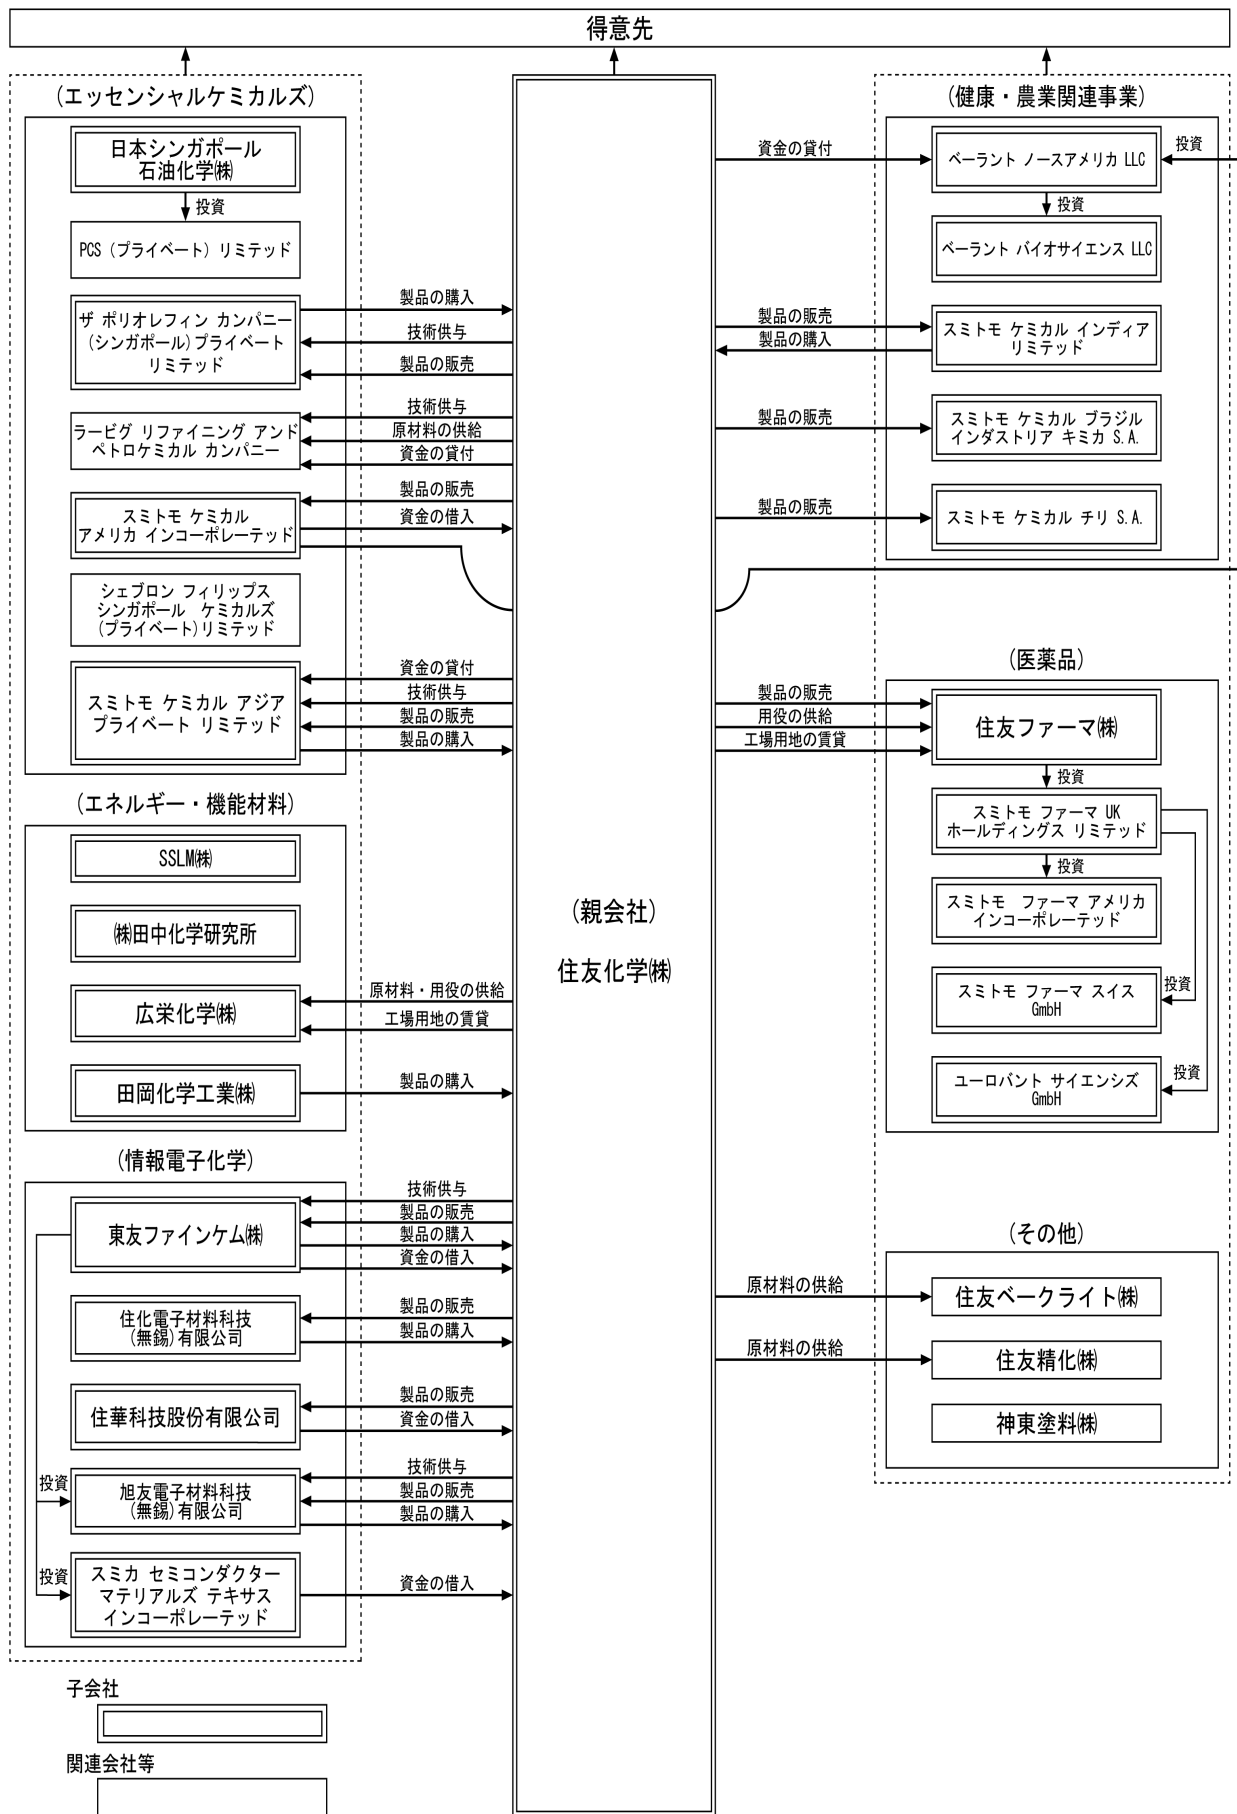 得意先
(エッセンシャルケミカルズ)
日本シンガポール
石油化学㈱
投資
PCS (プライベート) リミテッド
ザ ポリオレフィン カンパニー
(シンガポール)プライベート
リミテッド
製品の購入
技術供与
製品の販売
ラービグ リファイニング アンド
ペトロケミカル カンパニー
技術供与
原材料の供給
資金の貸付
スミトモ ケミカル
アメリカ インコーポレーテッド
製品の販売
資金の借入
シェブロン フィリップス
シンガポール ケミカルズ
(プライベート)リミテッド
スミトモ ケミカル アジア
プライベート リミテッド
資金の貸付
技術供与
製品の販売
製品の購入
(エネルギー・機能材料)
SSLM㈱
㈱田中化学研究所
広栄化学㈱
原材料・用役の供給
工場用地の賃貸
田岡化学工業㈱
製品の購入
(情報電子化学)
東友ファインケム㈱
技術供与
製品の販売
製品の購入
資金の借入
住化電子材料科技
(無錫)有限公司
製品の販売
製品の購入
住華科技股份有限公司
製品の販売
資金の借入
投資
旭友電子材料科技
(無錫)有限公司
技術供与
製品の販売
製品の購入
投資
スミカ セミコンダクター
マテリアルズ テキサス
インコーポレーテッド
資金の借入
子会社
関連会社等
(親会社)
住友化学㈱
(健康・農業関連事業)
資金の貸付
ベーラント ノースアメリカ LLC
投資
投資
ベーラント バイオサイエンス LLC
製品の販売
製品の購入
スミトモ ケミカル インディア
リミテッド
製品の販売
スミトモ ケミカル ブラジル
インダストリア キミカ S.A.
製品の販売
スミトモ ケミカル チリ S.A.
(医薬品)
製品の販売
用役の供給
工場用地の賃貸
住友ファーマ㈱
投資
スミトモ ファーマ UK
ホールディングス リミテッド
投資
スミトモ ファーマ アメリカ
インコーポレーテッド
スミトモ ファーマ スイス
GmbH
投資
ユーロバント サイエンシズ
GmbH
投資
(その他)
原材料の供給
住友ベークライト㈱
原材料の供給
住友精化㈱
神東塗料㈱